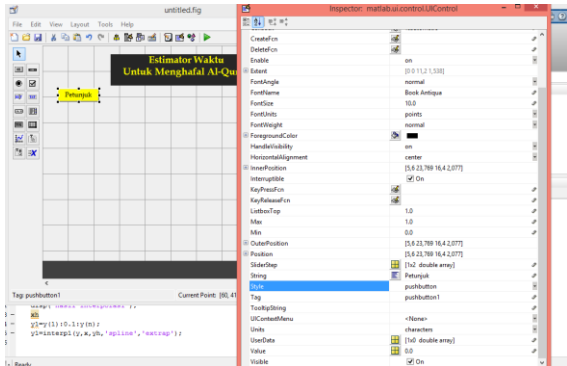 untitled.fig
File Edit View Layout Tools Help
Estimator Waktu
Untuk Menghafal Al-Qur
Petunjuk
Tag: pushbutton1
Current Point: [60, 41
xh
y1=y(1):0.1:y(n);
yi=interp1(y,x,yh,'spline','extrap');
Ready
Inspector: matlab.ui.control.UIControl
CreateFcn
DeleteFcn
Enable on
Extent [0 0 11,2 1,538]
FontAngle normal
FontName Book Antiqua
FontSize 10.0
FontUnits points
FontWeight normal
ForegroundColor
HandleVisibility on
HorizontalAlignment center
InnerPosition [5,6 23,769 16,4 2,077]
Interruptible On
KeyPressFcn
KeyReleaseFcn
ListboxTop 1.0
Max 1.0
Min 0.0
OuterPosition [5,6 23,769 16,4 2,077]
Position [5,6 23,769 16,4 2,077]
SliderStep [1x2 double array]
String Petunjuk
Style pushbutton
Tag pushbutton1
TooltipString
UIContextMenu <None>
Units characters
UserData [1x0 double array]
Value 0.0
Visible On